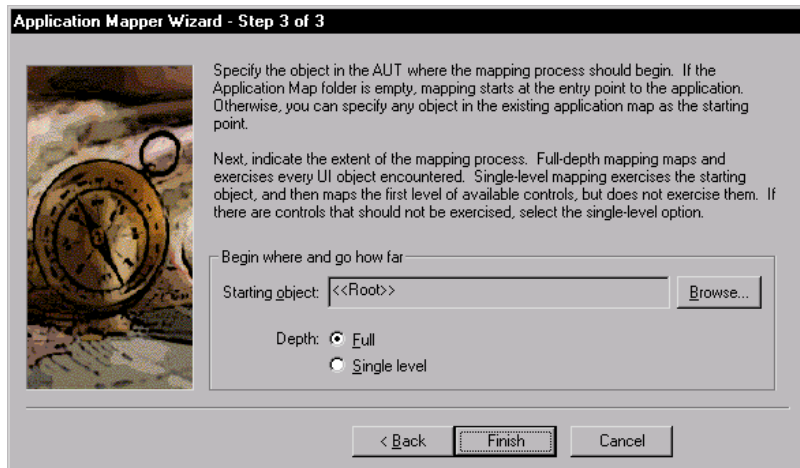 Application Mapper Wizard - Step 3 of 3
Specify the object in the AUT where the mapping process should begin. If the
Application Map folder is empty, mapping starts at the entry point to the application.
Otherwise, you can specify any object in the existing application map as the starting
point.
Next, indicate the extent of the mapping process. Full-depth mapping maps and
exercises every UI object encountered. Single-level mapping exercises the starting
object, and then maps the first level of available controls, but does not exercise them. If
there are controls that should not be exercised, select the single-level option.
Begin where and go how far
Starting object: <<Root>> Browse...
Depth: Full
Single level
< Back Finish Cancel